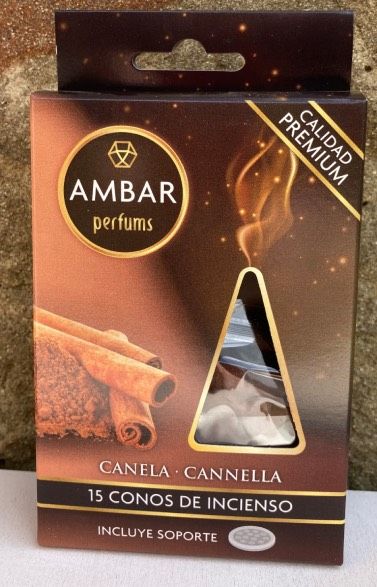 CALIDAD
PREMIUM
AMBAR
perfums
CANELA · CANNELLA
15 CONOS DE INCIENSO
INCLUYE SOPORTE